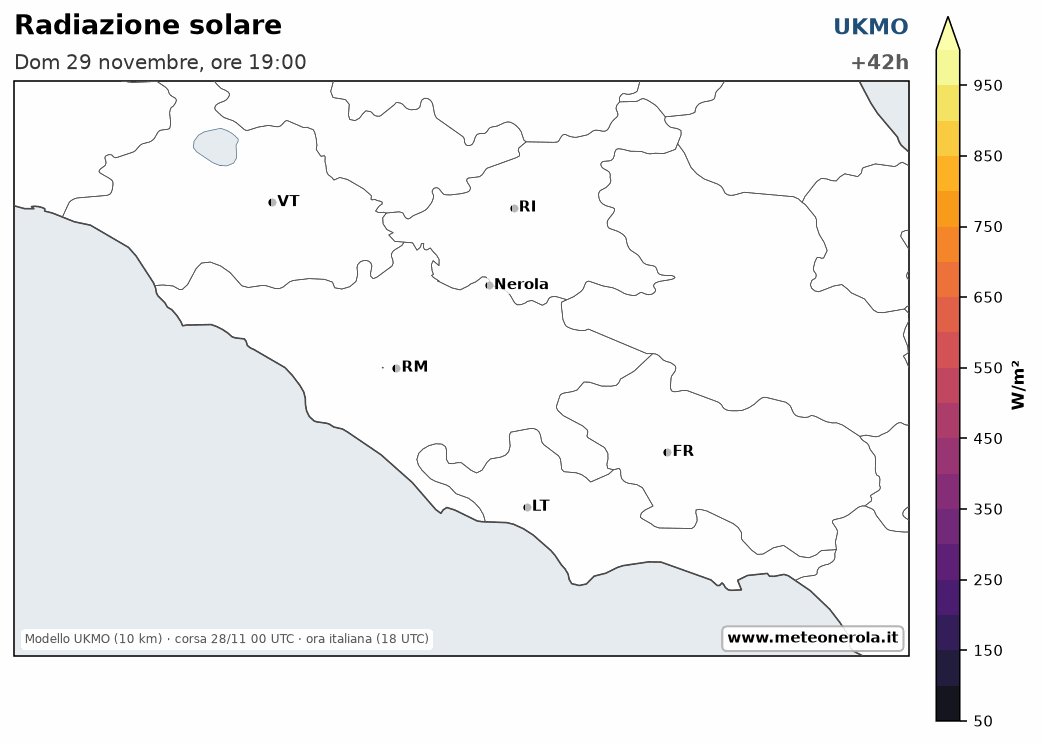 Radiazione solare
UKMO
Dom 29 novembre, ore 19:00
+42h
950
850
750
650
550
450
350
250
150
50
W/m²
VT
RI
Nerola
RM
FR
LT
Modello UKMO (10 km) · corsa 28/11 00 UTC · ora italiana (18 UTC)
www.meteonerola.it